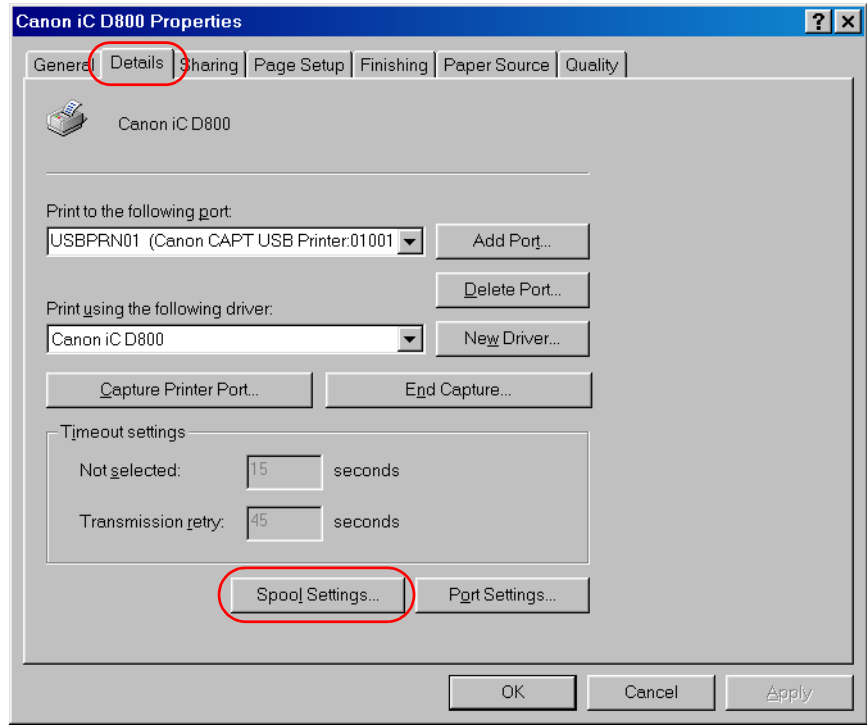 Canon iC D800 Properties
General Details Sharing Page Setup Finishing Paper Source Quality
Canon iC D800
Print to the following port:
USBPRN01 (Canon CAPT USB Printer:01001 Add Port...
Delete Port...
Print using the following driver:
Canon iC D800 New Driver...
Capture Printer Port... End Capture...
Timeout settings
Not selected: 15 seconds
Transmission retry: 45 seconds
Spool Settings... Port Settings...
OK Cancel Apply